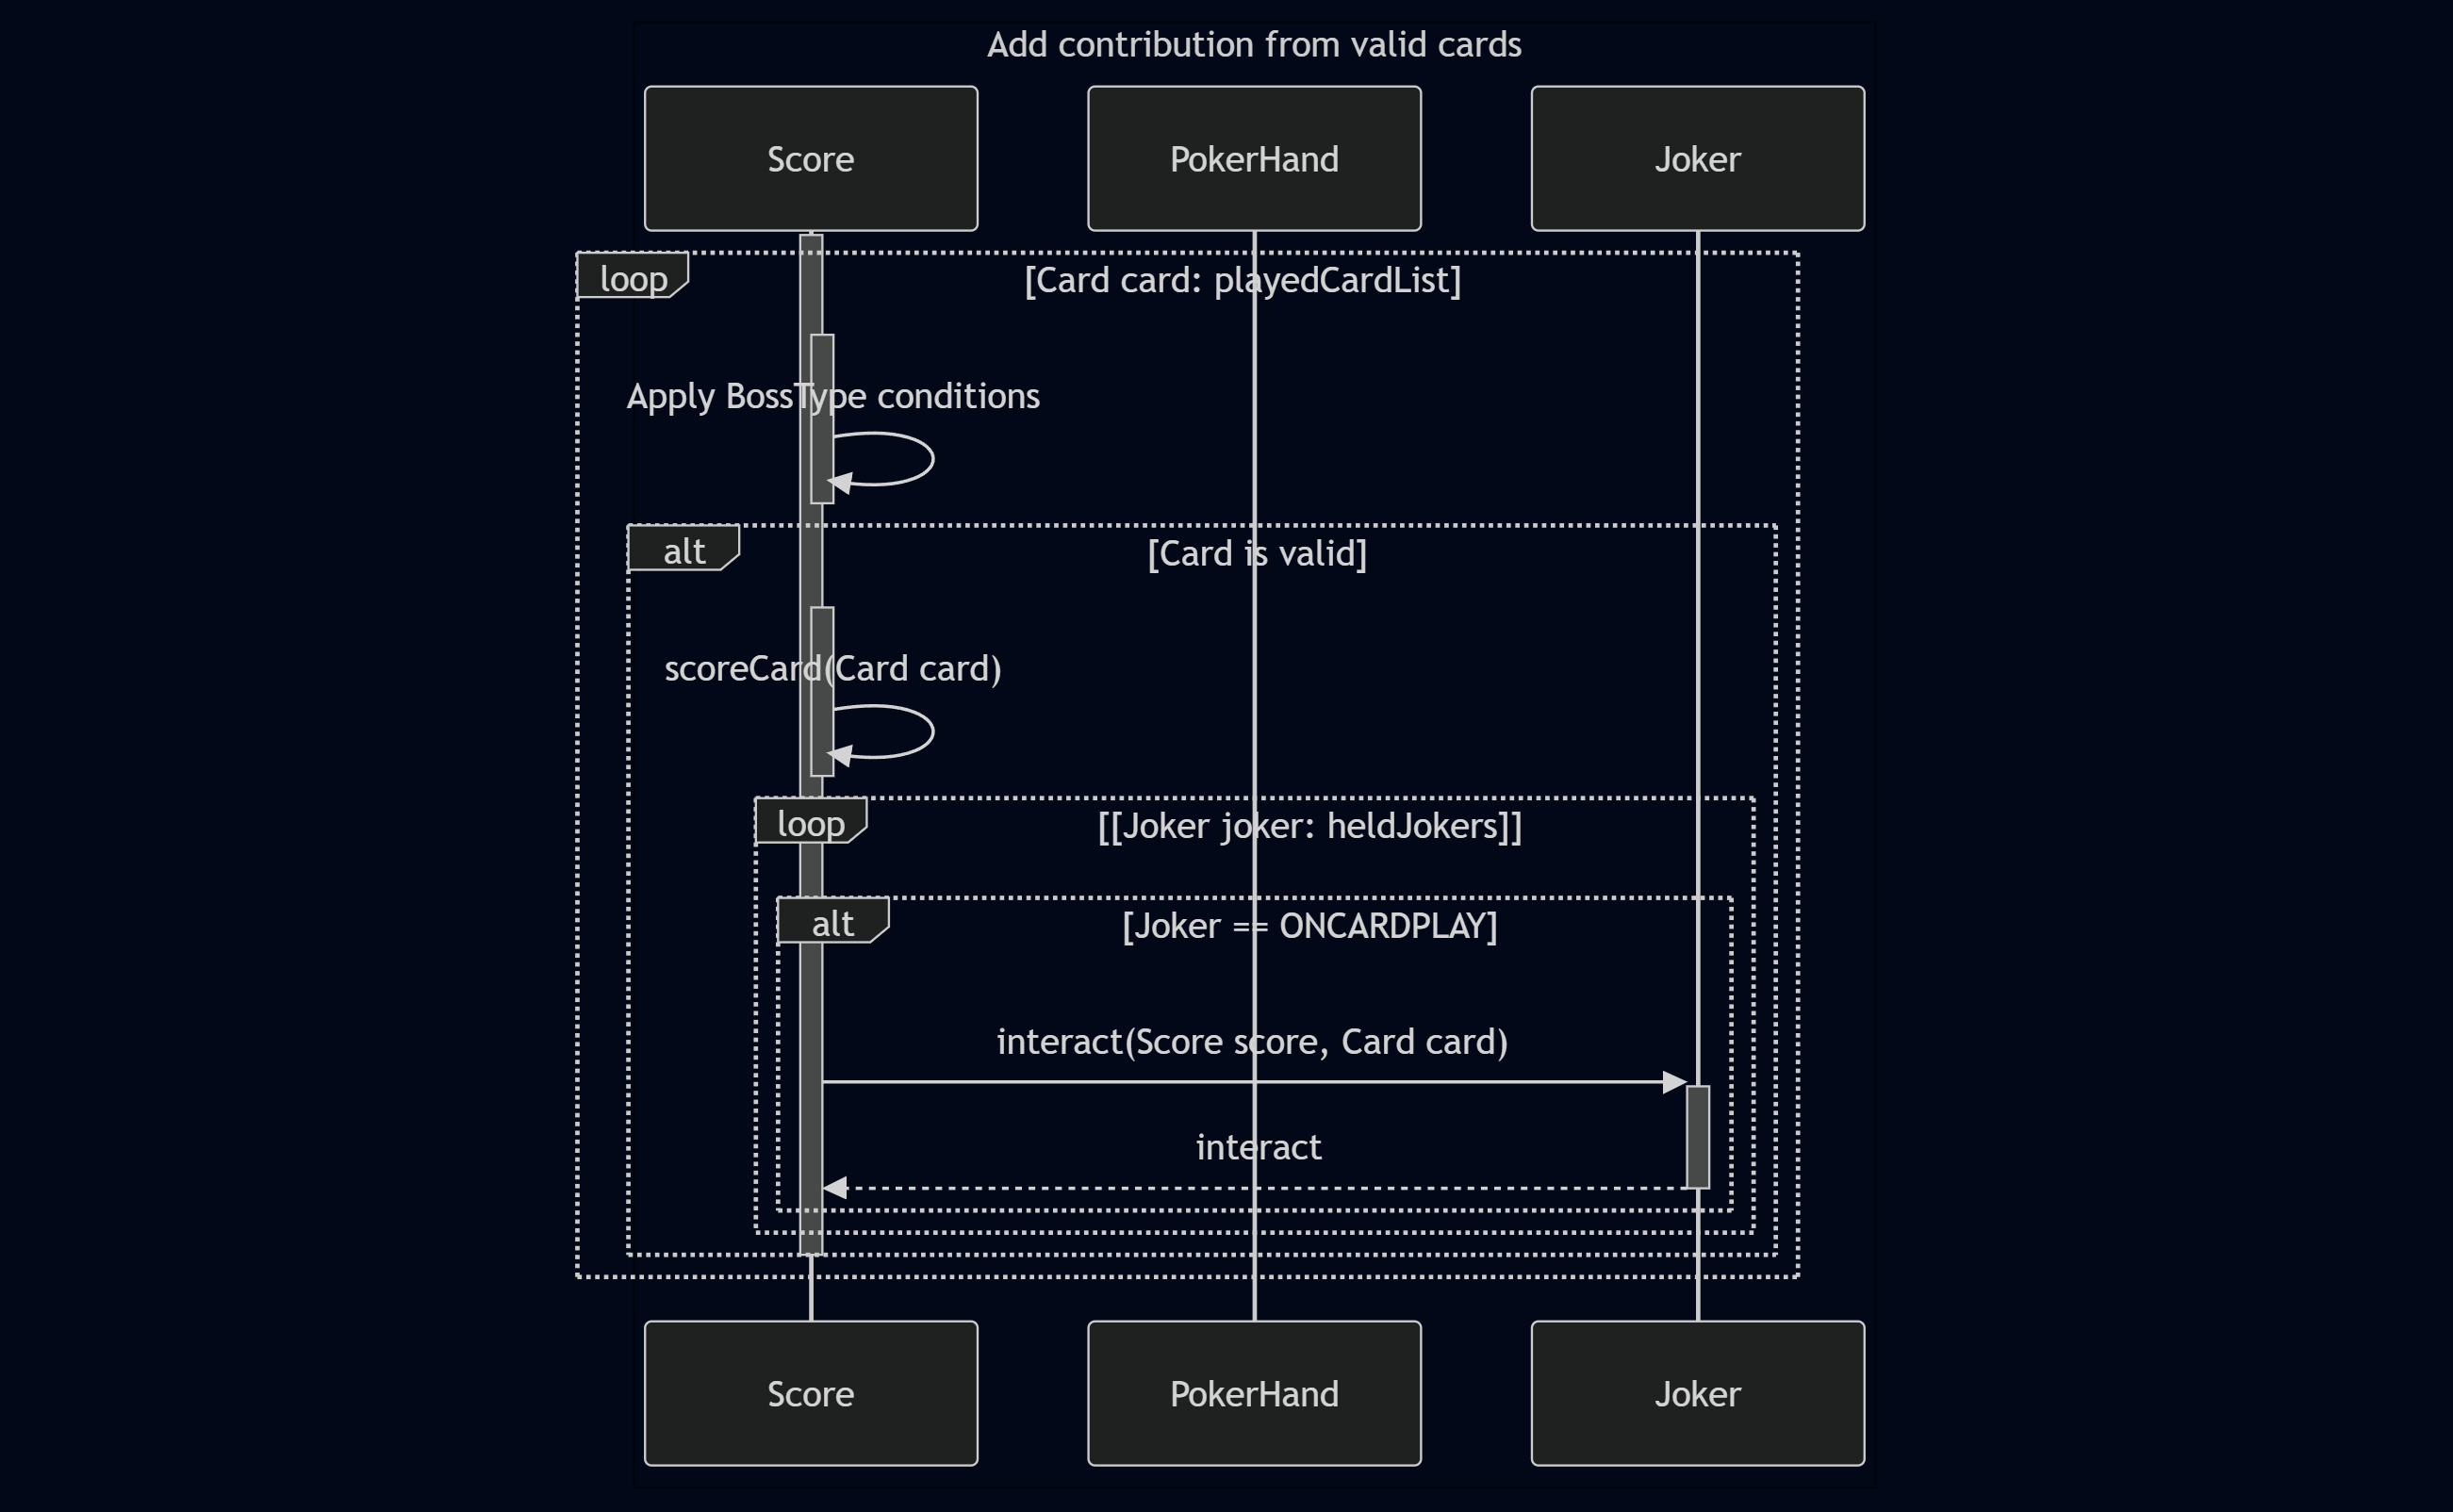 Add contribution from valid cards
Score
PokerHand
Joker
loop
[Card card: playedCardList]
Apply BossType conditions
alt
[Card is valid]
scoreCard(Card card)
loop
[[Joker joker: heldJokers]]
alt
[Joker == ONCARDPLAY]
interact(Score score, Card card)
interact
Score
PokerHand
Joker